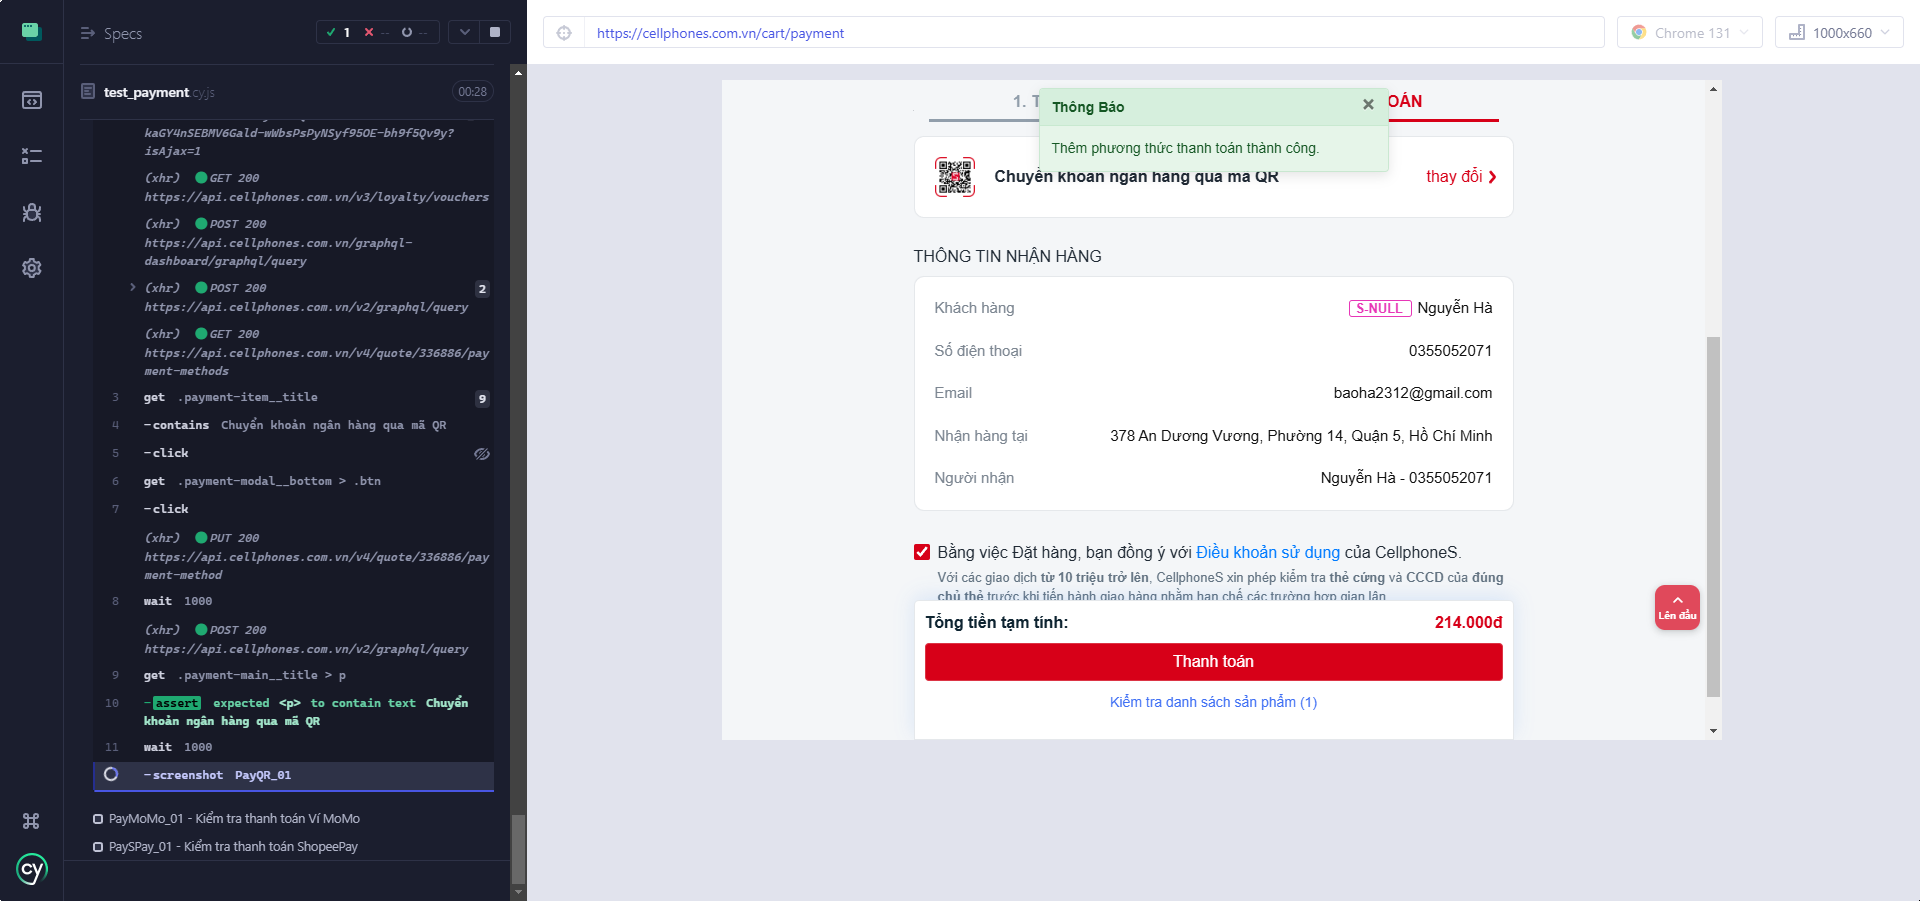 Specs
1
--
--
test_payment.cy.js
00:28
kaGY4nSEBMV6Gald-wWbsPsPyNSyf95OE-bh9f5Qv9y?
isAjax=1
(xhr) GET 200
https://api.cellphones.com.vn/v3/loyalty/vouchers
(xhr) POST 200
https://api.cellphones.com.vn/graphql-
dashboard/graphql/query
(xhr) POST 200
2
https://api.cellphones.com.vn/v2/graphql/query
(xhr) GET 200
https://api.cellphones.com.vn/v4/quote/336886/pay
ment-methods
3 get .payment-item__title 9
4 -contains Chuyển khoản ngân hàng qua mã QR
5 -click
6 get .payment-modal__bottom > .btn
7 -click
(xhr) PUT 200
https://api.cellphones.com.vn/v4/quote/336886/pay
ment-method
8 wait 1000
(xhr) POST 200
https://api.cellphones.com.vn/v2/graphql/query
9 get .payment-main__title > p
10 -assert expected <p> to contain text Chuyển
khoản ngân hàng qua mã QR
11 wait 1000
-screenshot PayQR_01
PayMoMo_01 - Kiểm tra thanh toán Ví MoMo
PaySPay_01 - Kiểm tra thanh toán ShopeePay
cy
https://cellphones.com.vn/cart/payment
Chrome 131
1000x660
1. T
OÁN
Thông Báo
Thêm phương thức thanh toán thành công.
Chuyển khoản ngân hàng qua mã QR
thay đổi
THÔNG TIN NHẬN HÀNG
Khách hàng
S-NULL Nguyễn Hà
Số điện thoại
0355052071
Email
baoha2312@gmail.com
Nhận hàng tại
378 An Dương Vương, Phường 14, Quận 5, Hồ Chí Minh
Người nhận
Nguyễn Hà - 0355052071
Bằng việc Đặt hàng, bạn đồng ý với Điều khoản sử dụng của CellphoneS.
Với các giao dịch từ 10 triệu trở lên, CellphoneS xin phép kiểm tra thẻ cứng và CCCD của đúng
chủ thẻ trước khi tiến hành giao hàng nhằm hạn chế các trường hợp gian lận
Tổng tiền tạm tính:
214.000đ
Thanh toán
Kiểm tra danh sách sản phẩm (1)
Lên đầu